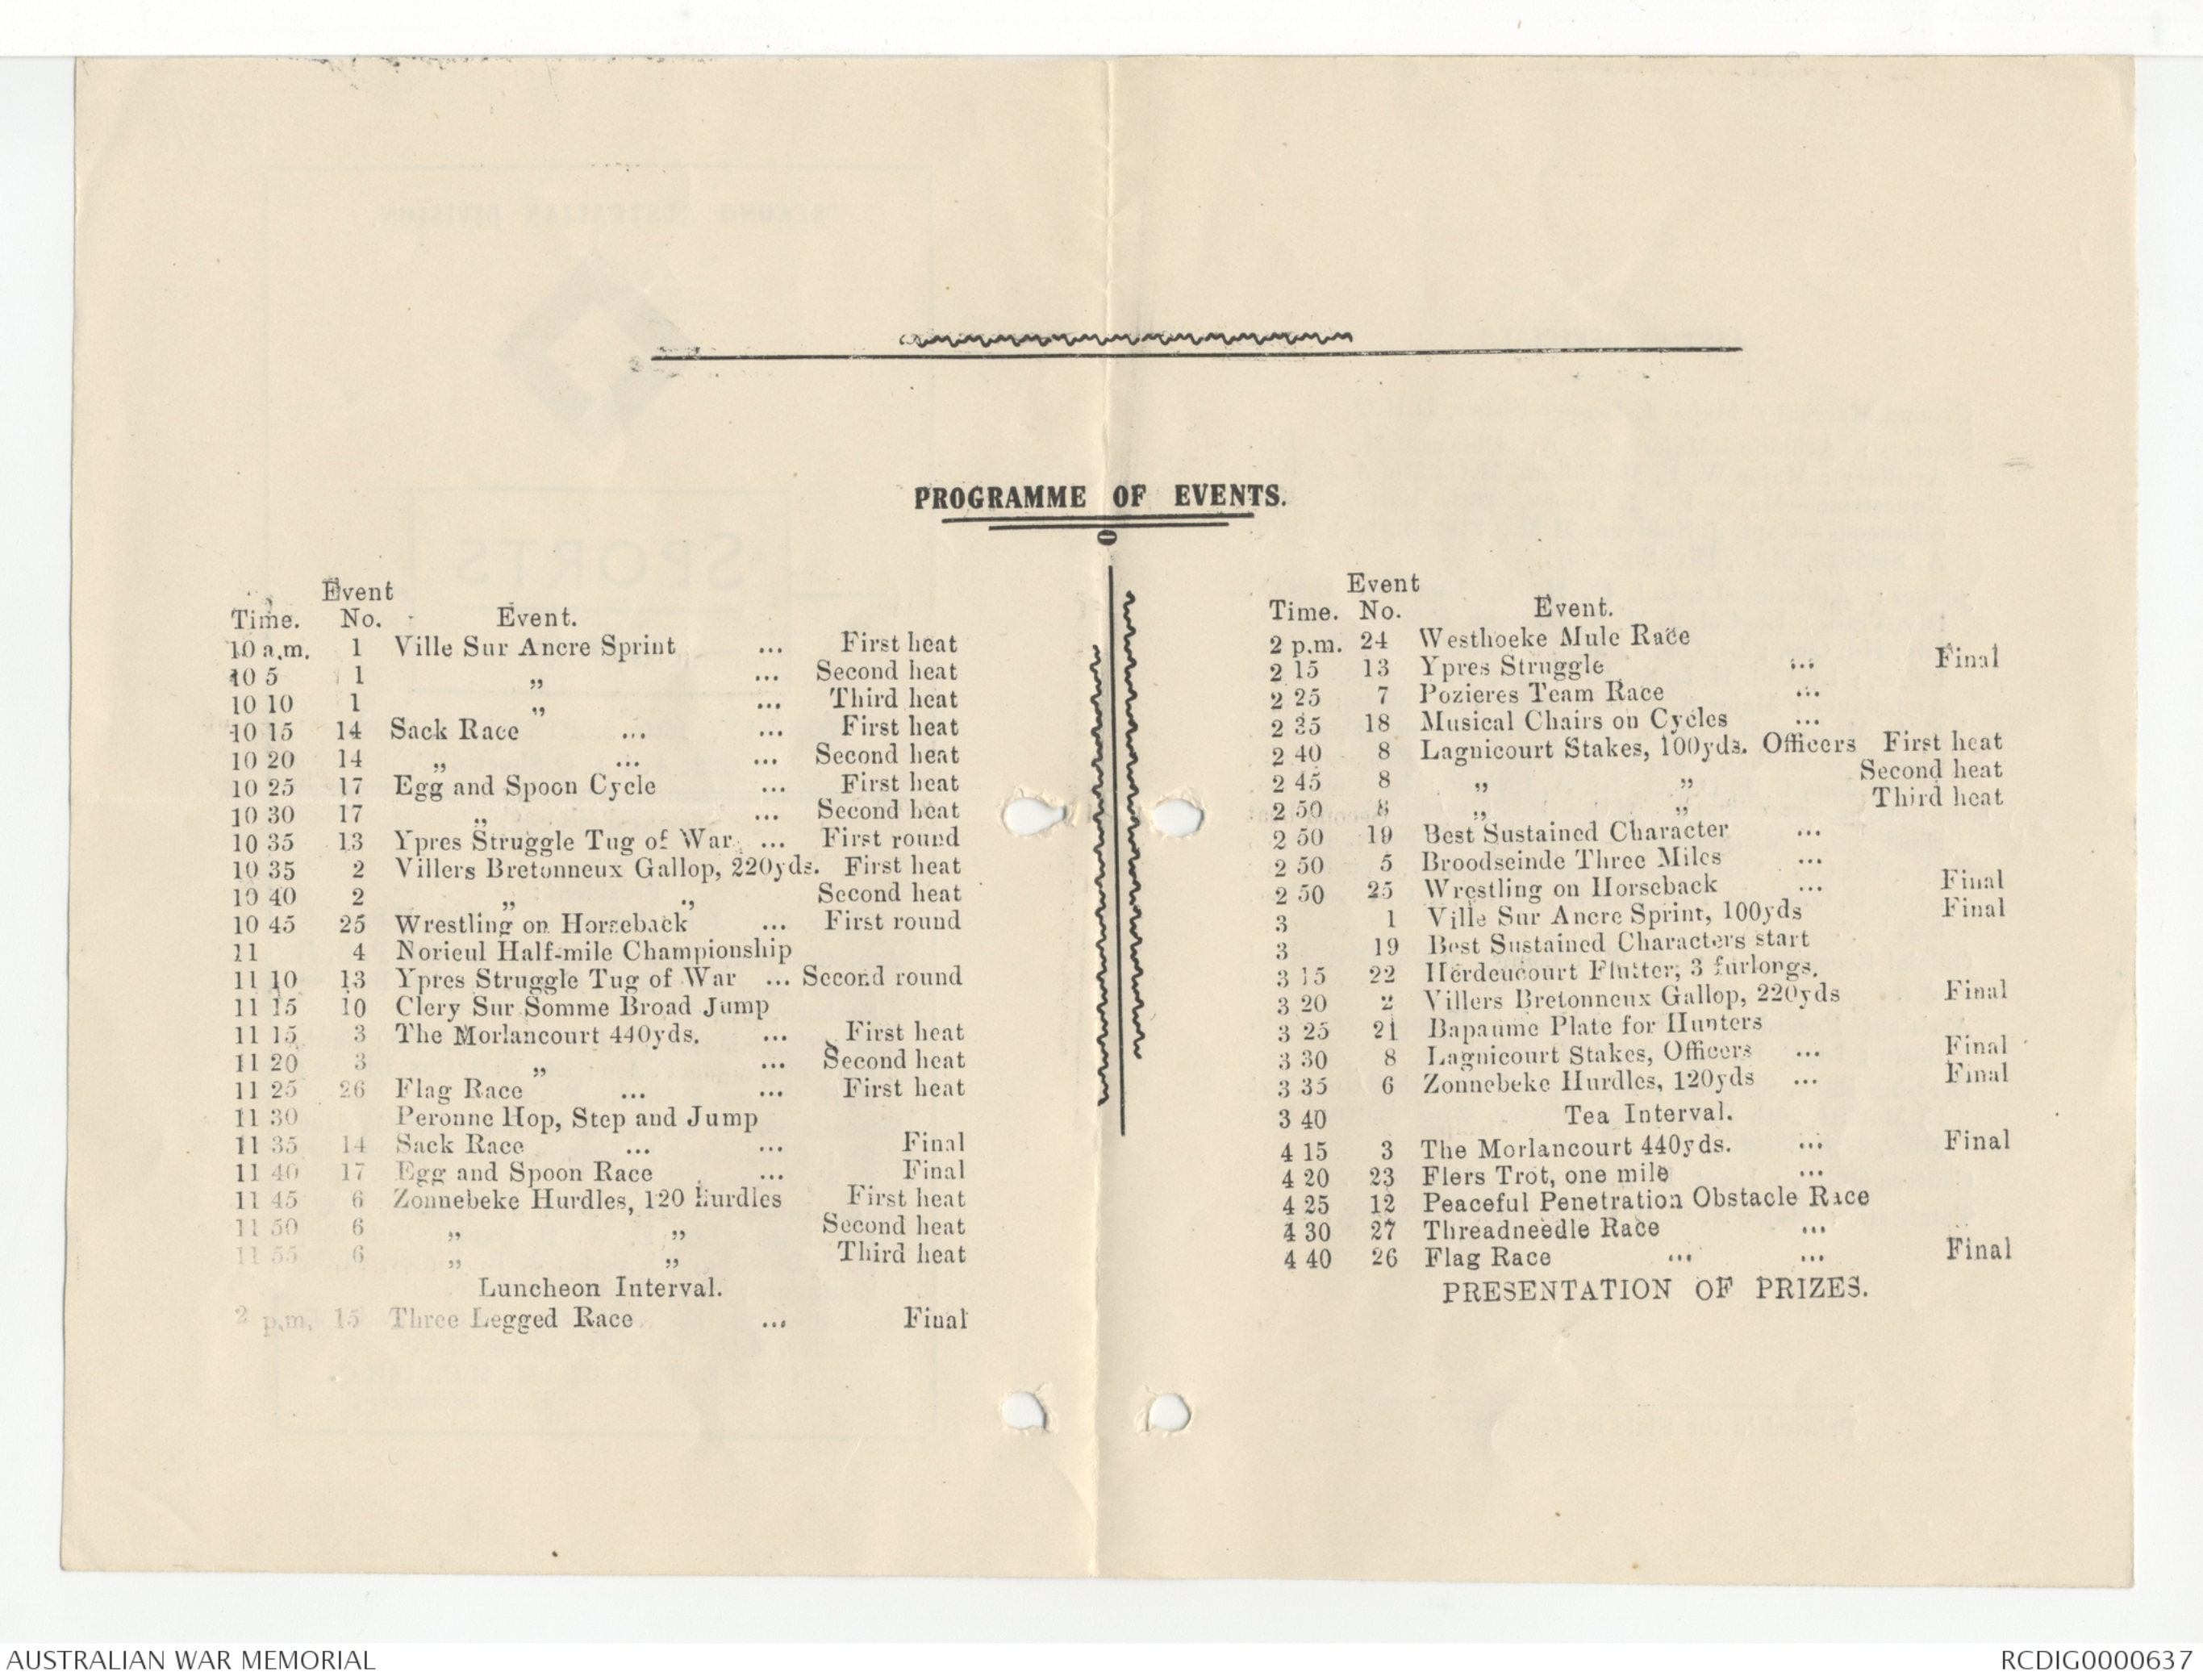 PROGRAMME OF EVENTS.
Event
Time. No. Event.
10 a.m. 1 Ville Sur Ancre Sprint ... First heat
10 5 1 ,, ... Second heat
10 10 1 ,, ... Third heat
10 15 14 Sack Race ... ... First heat
10 20 14 ,, ... ... Second heat
10 25 17 Egg and Spoon Cycle ... First heat
10 30 17 ,, ... Second heat
10 35 13 Ypres Struggle Tug of War ... First round
10 35 2 Villers Bretonneux Gallop, 220yds. First heat
10 40 2 ,, ,, Second heat
10 45 25 Wrestling on Horseback ... First round
11 4 Norieul Half-mile Championship
11 10 13 Ypres Struggle Tug of War ... Second round
11 15 10 Clery Sur Somme Broad Jump
11 15 3 The Morlancourt 440yds. ... First heat
11 20 3 ,, ... Second heat
11 25 26 Flag Race ... ... First heat
11 30 Peronne Hop, Step and Jump
11 35 14 Sack Race ... ... Final
11 40 17 Egg and Spoon Race ... Final
11 45 6 Zonnebeke Hurdles, 120 Hurdles First heat
11 50 6 ,, ,, Second heat
11 55 6 ,, ,, Third heat
Luncheon Interval.
2 p.m. 15 Three Legged Race ... Final
Event
Time. No. Event.
2 p.m. 24 Westhoeke Mule Race
2 15 13 Ypres Struggle ... Final
2 25 7 Pozieres Team Race ...
2 35 18 Musical Chairs on Cycles ...
2 40 8 Lagnicourt Stakes, 100yds. Officers First heat
2 45 8 ,, ,, Second heat
2 50 8 ,, ,, Third heat
2 50 19 Best Sustained Character ...
2 50 5 Broodseinde Three Miles ...
2 50 25 Wrestling on Horseback ... Final
3 1 Ville Sur Ancre Sprint, 100yds Final
3 19 Best Sustained Characters start
3 15 22 Herdeucourt Flutter, 3 furlongs.
3 20 2 Villers Bretonneux Gallop, 220yds Final
3 25 21 Bapaume Plate for Hunters
3 30 8 Lagnicourt Stakes, Officers ... Final
3 35 6 Zonnebeke Hurdles, 120yds ... Final
3 40 Tea Interval.
4 15 3 The Morlancourt 440yds. ... Final
4 20 23 Flers Trot, one mile ...
4 25 12 Peaceful Penetration Obstacle Race
4 30 27 Threadneedle Race ...
4 40 26 Flag Race ... ... Final
PRESENTATION OF PRIZES.
AUSTRALIAN WAR MEMORIAL
RCDIG0000637